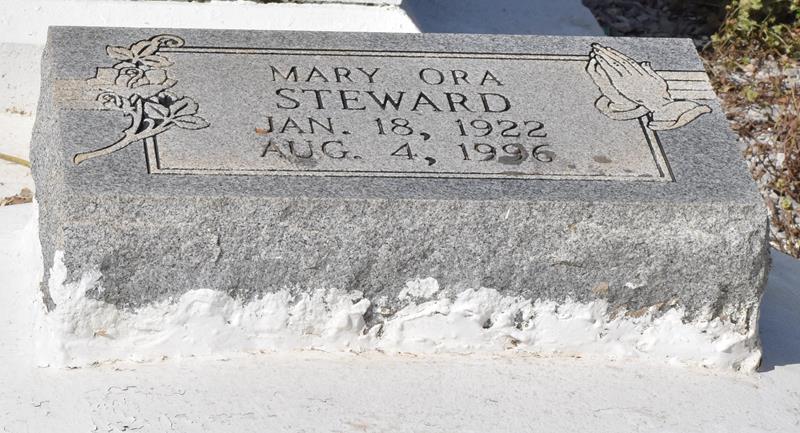 MARY ORA
STEWARD
JAN. 18, 1922
AUG. 4, 1996